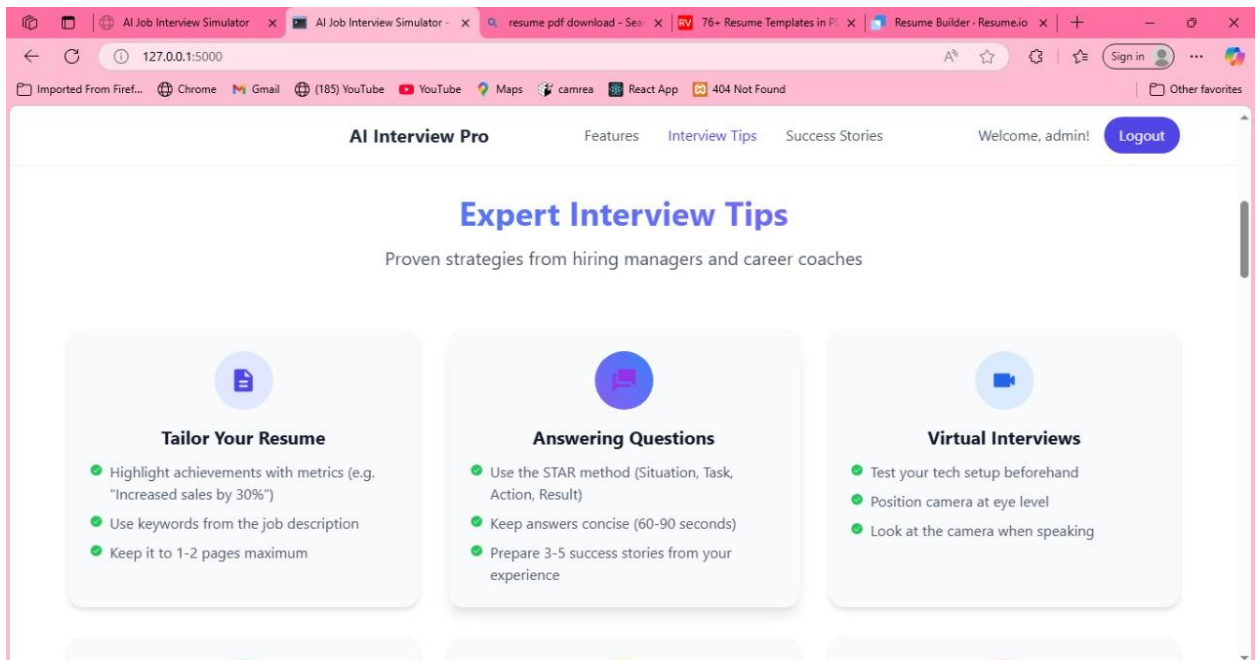 AI Job Interview Simulator
AI Job Interview Simulator -
resume pdf download - Sear
RV 76+ Resume Templates in P
Resume Builder · Resume.io
127.0.0.1:5000
Sign in
Imported From Firef...
Chrome
Gmail
(185) YouTube
YouTube
Maps
camrea
React App
404 Not Found
Other favorites
AI Interview Pro
Features
Interview Tips
Success Stories
Welcome, admin!
Logout
Expert Interview Tips
Proven strategies from hiring managers and career coaches
Tailor Your Resume
Highlight achievements with metrics (e.g.
"Increased sales by 30%")
Use keywords from the job description
Keep it to 1-2 pages maximum
Answering Questions
Use the STAR method (Situation, Task,
Action, Result)
Keep answers concise (60-90 seconds)
Prepare 3-5 success stories from your
experience
Virtual Interviews
Test your tech setup beforehand
Position camera at eye level
Look at the camera when speaking